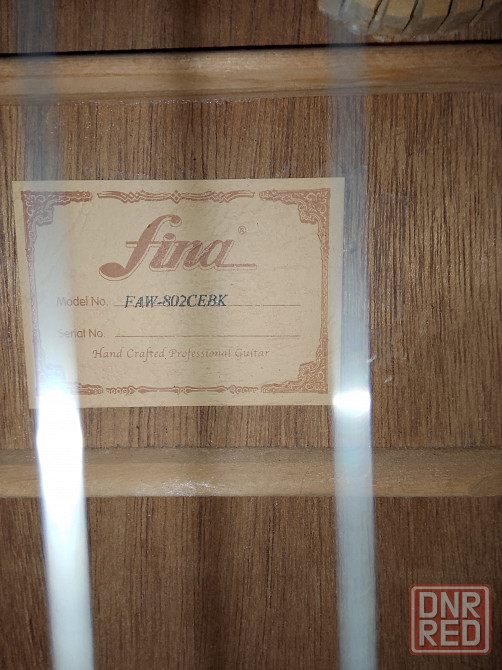 fina®
Model No. FAW-802CEBK
Serial No.
Hand Crafted Professional Guitar
DNR
RED